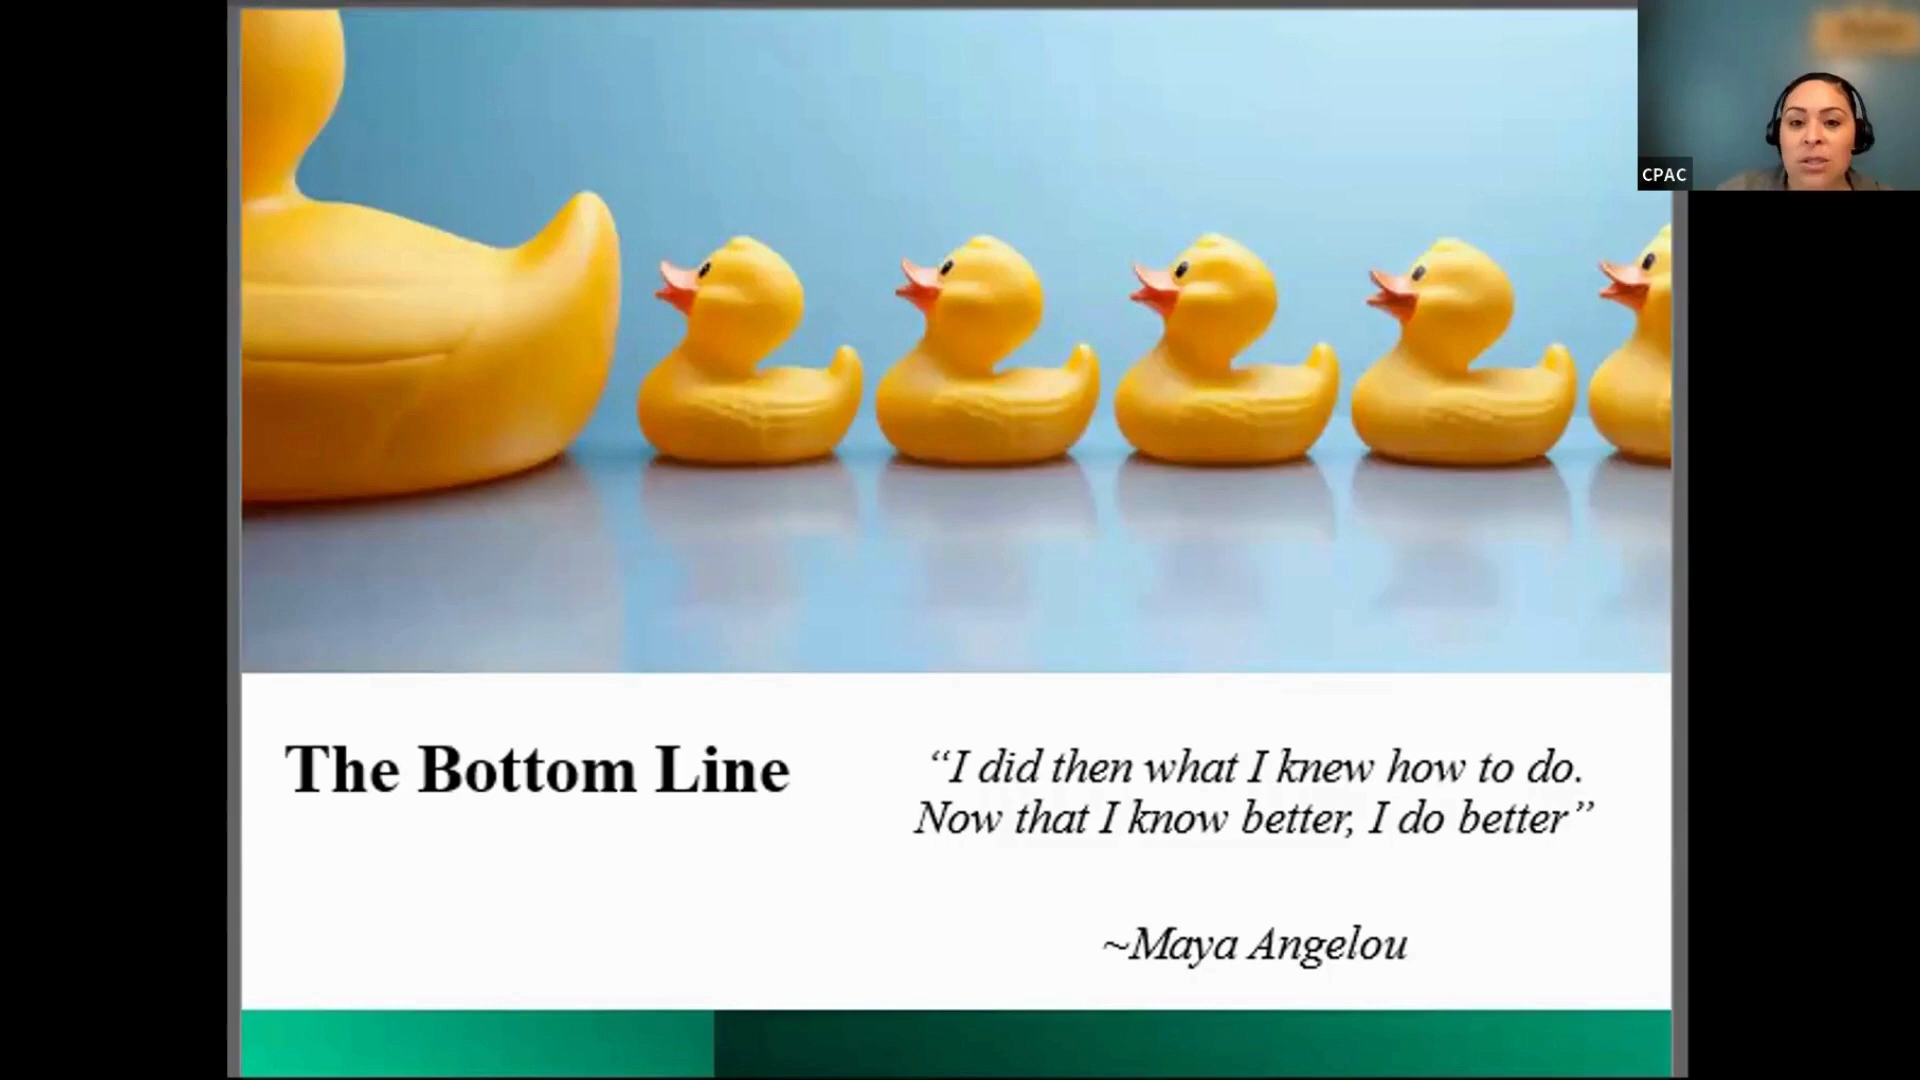 CPAC
The Bottom Line
“I did then what I knew how to do.
Now that I know better, I do better”
~Maya Angelou